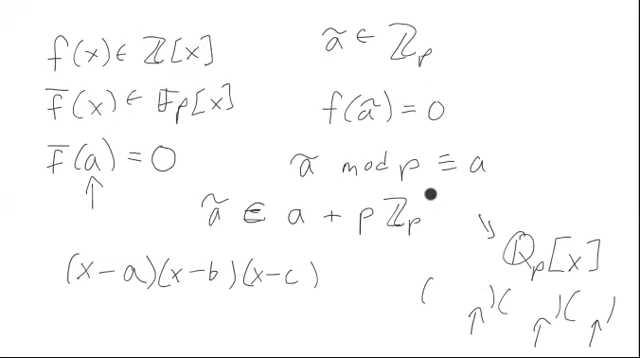 f(x) ∈ ℤ[x]
f̄(x) ∈ 𝔽p[x]
f̄(a) = 0
↑
ã ∈ ℤp
f(ã) = 0
ã mod p ≡ a
ã ∈ a + pℤp
(x-a)(x-b)(x-c)
ℚp[x]
( )( )( )
↑ ↑ ↑